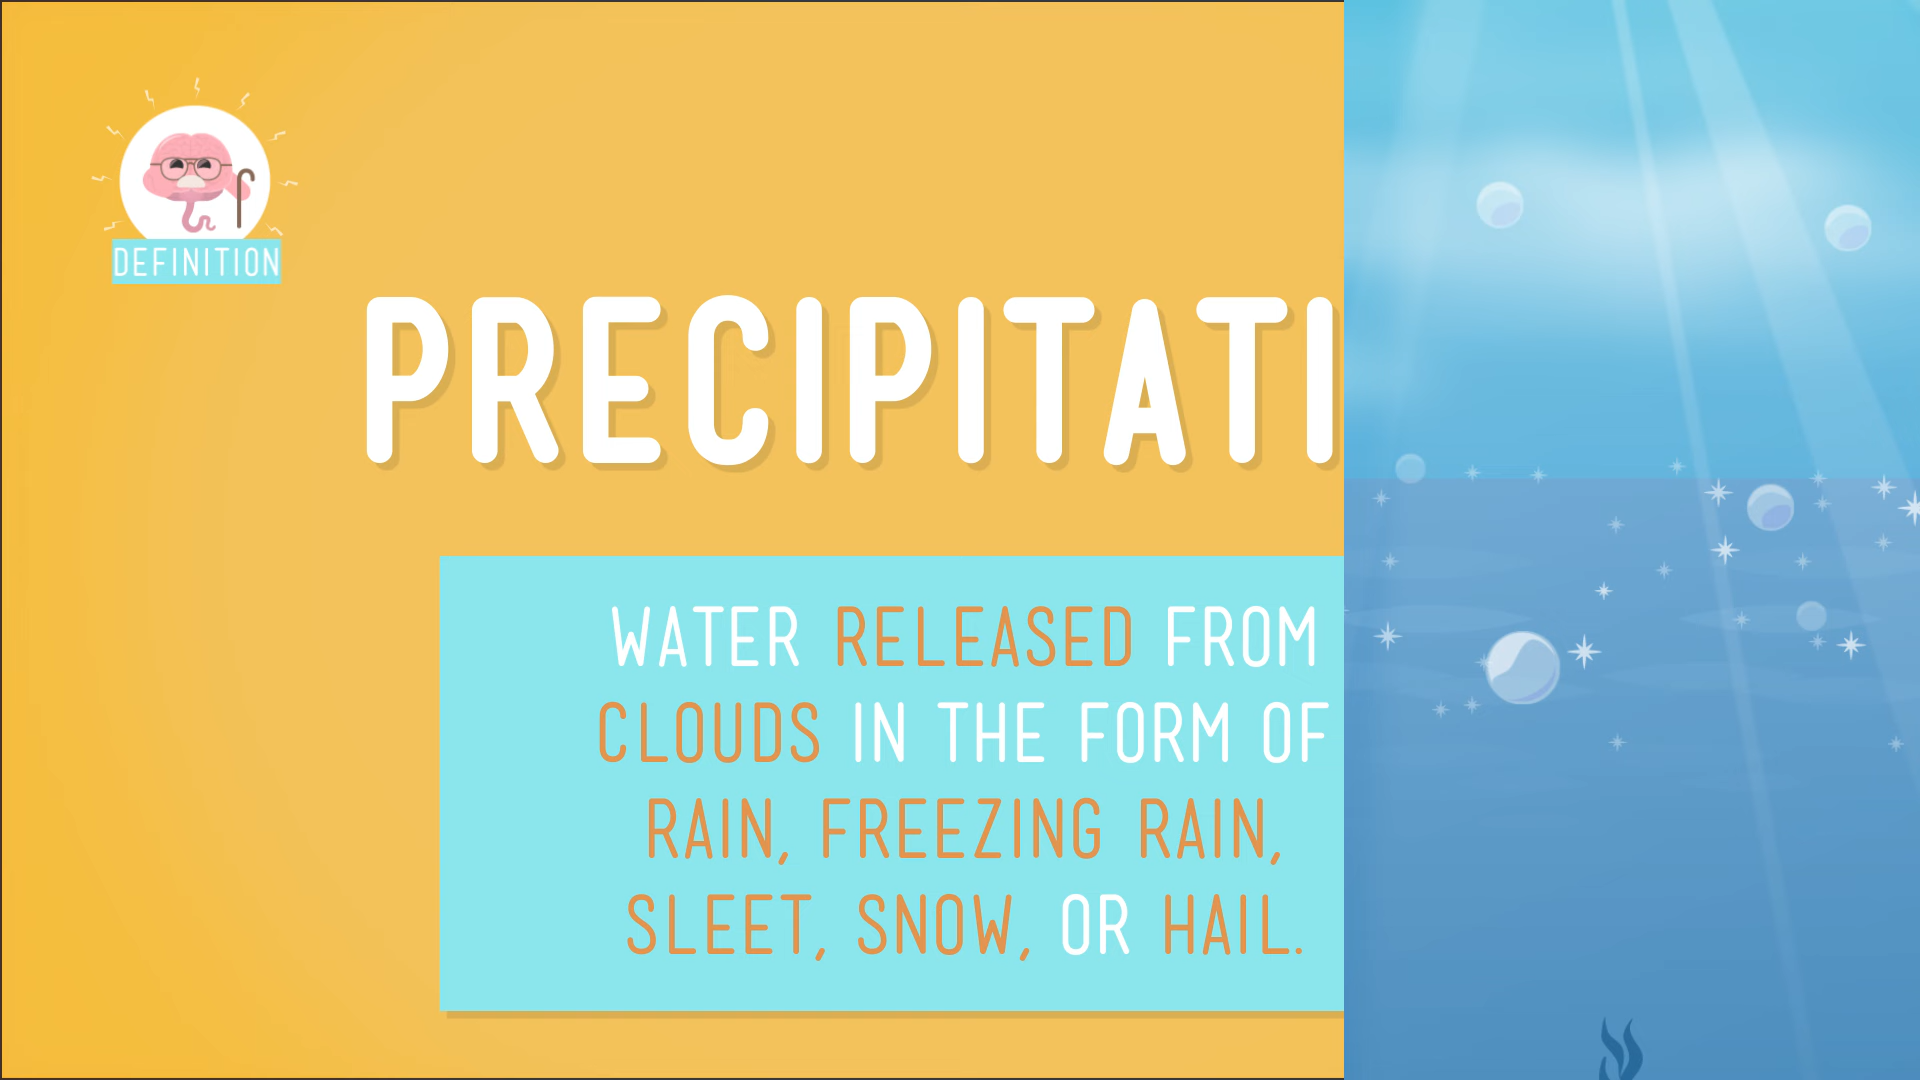 DEFINITION
PRECIPITATI
WATER RELEASED FROM
CLOUDS IN THE FORM OF
RAIN, FREEZING RAIN,
SLEET, SNOW, OR HAIL.